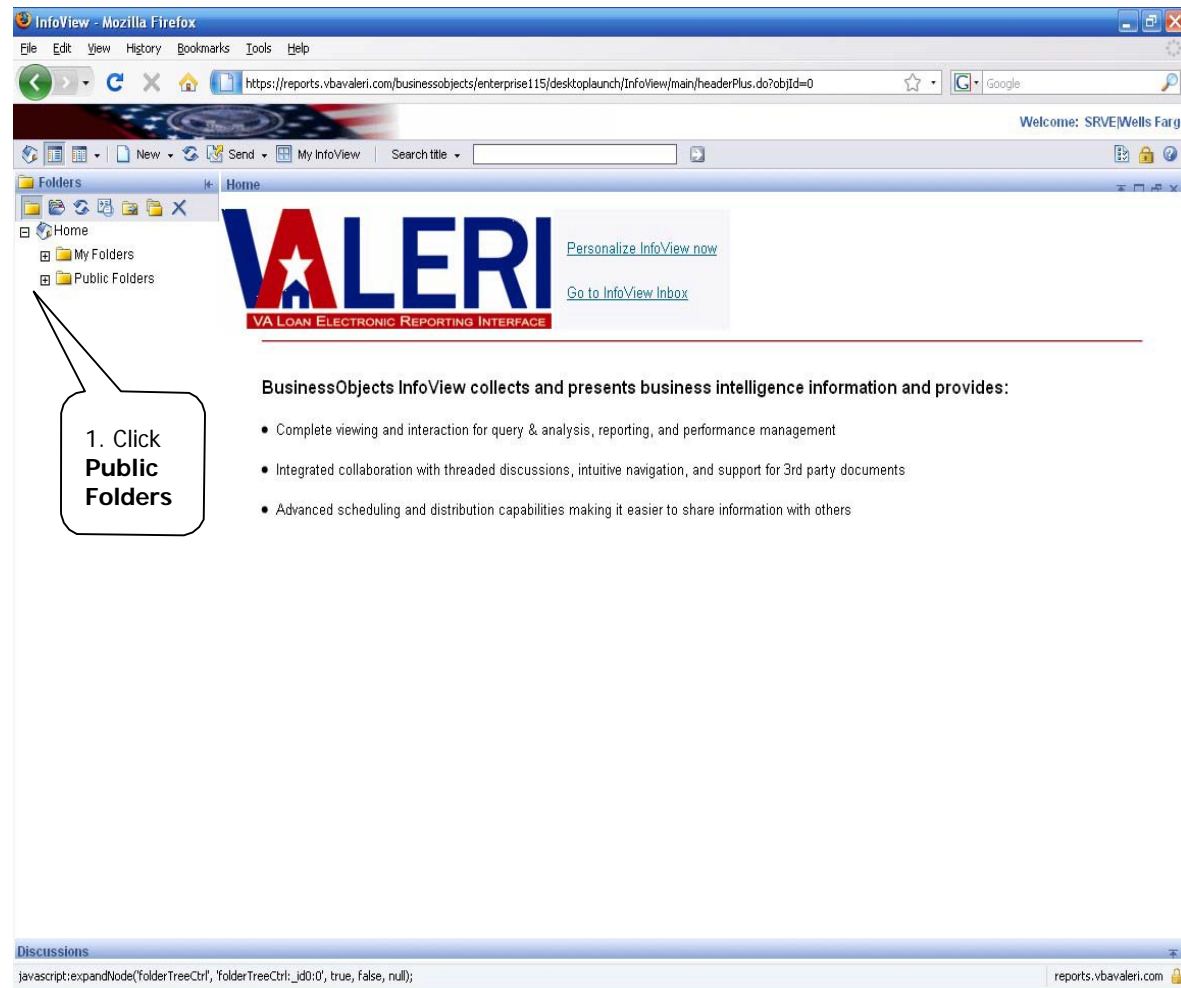 InfoView - Mozilla Firefox
File Edit View History Bookmarks Tools Help
https://reports.vbavaleri.com/businessobjects/enterprise115/desktoplaunch/InfoView/main/headerPlus.do?objId=0
G Google
Welcome: SRVE|Wells Farg
New Send My InfoView Search title
Folders Home
Home
My Folders
Public Folders
VALERI
VA LOAN ELECTRONIC REPORTING INTERFACE
Personalize InfoView now
Go to InfoView Inbox
1. Click
Public
Folders
BusinessObjects InfoView collects and presents business intelligence information and provides:
• Complete viewing and interaction for query & analysis, reporting, and performance management
• Integrated collaboration with threaded discussions, intuitive navigation, and support for 3rd party documents
• Advanced scheduling and distribution capabilities making it easier to share information with others
Discussions
javascript:expandNode('folderTreeCtrl', 'folderTreeCtrl:_id0:0', true, false, null);
reports.vbavaleri.com